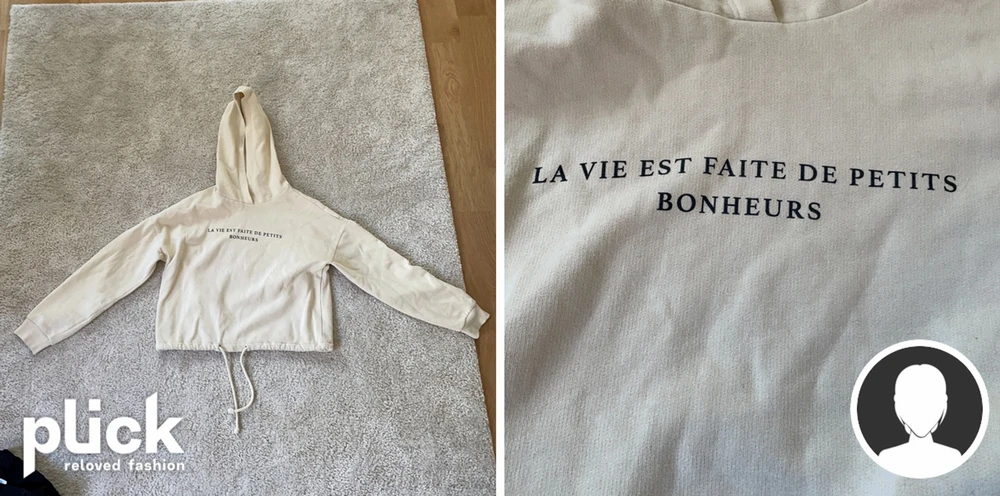 LA VIE EST FAITE DE PETITS
BONHEURS
plick
reloved fashion
LA VIE EST FAITE DE PETITS
BONHEURS